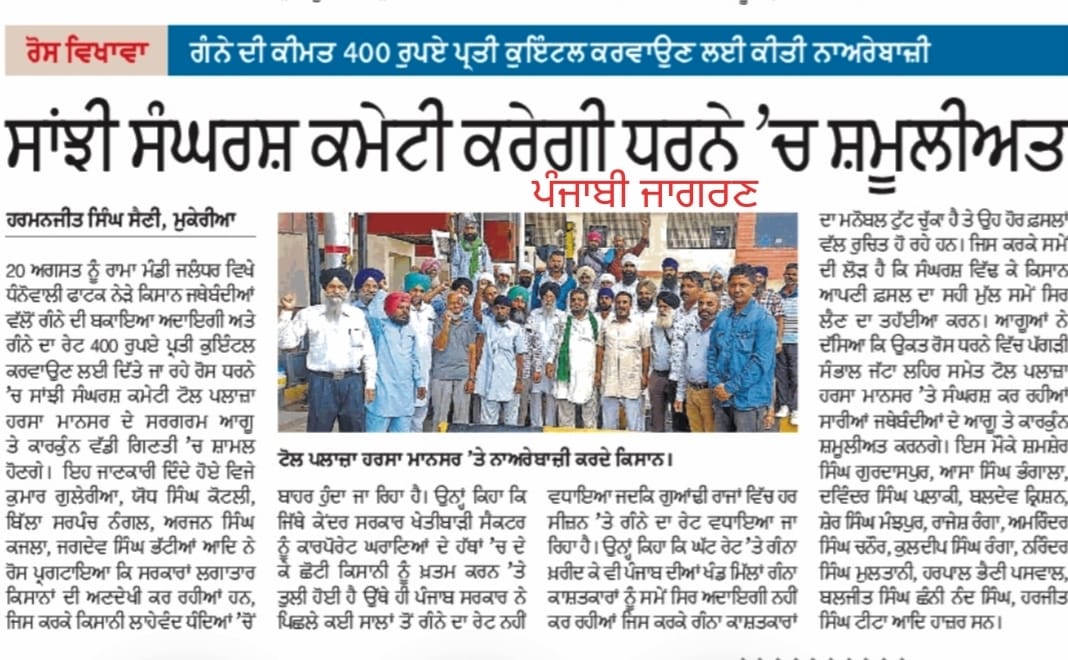 ਰੋਸ ਵਿਖਾਵਾ
ਗੰਨੇ ਦੀ ਕੀਮਤ 400 ਰੁਪਏ ਪ੍ਰਤੀ ਕੁਇੰਟਲ ਕਰਵਾਉਣ ਲਈ ਕੀਤੀ ਨਾਅਰੇਬਾਜ਼ੀ
ਸਾਂਝੀ ਸੰਘਰਸ਼ ਕਮੇਟੀ ਕਰੇਗੀ ਧਰਨੇ ’ਚ ਸ਼ਮੂਲੀਅਤ
ਪੰਜਾਬੀ ਜਾਗਰਣ
ਹਰਮਨਜੀਤ ਸਿੰਘ ਸੈਣੀ, ਮੁਕੇਰੀਆ
20 ਅਗਸਤ ਨੂੰ ਰਾਮਾ ਮੰਡੀ ਜਲੰਧਰ ਵਿਖੇ
ਧੰਨੋਵਾਲੀ ਫਾਟਕ ਨੇੜੇ ਕਿਸਾਨ ਜਥੇਬੰਦੀਆਂ
ਵੱਲੋਂ ਗੰਨੇ ਦੀ ਬਕਾਇਆ ਅਦਾਇਗੀ ਅਤੇ
ਗੰਨੇ ਦਾ ਰੇਟ 400 ਰੁਪਏ ਪ੍ਰਤੀ ਕੁਇੰਟਲ
ਕਰਵਾਉਣ ਲਈ ਦਿੱਤੇ ਜਾ ਰਹੇ ਰੋਸ ਧਰਨੇ
’ਚ ਸਾਂਝੀ ਸੰਘਰਸ਼ ਕਮੇਟੀ ਟੋਲ ਪਲਾਜ਼ਾ
ਹਰਸਾ ਮਾਨਸਰ ਦੇ ਸਰਗਰਮ ਆਗੂ
ਤੇ ਕਾਰਕੁੰਨ ਵੱਡੀ ਗਿਣਤੀ ’ਚ ਸ਼ਾਮਲ
ਹੋਣਗੇ। ਇਹ ਜਾਣਕਾਰੀ ਦਿੰਦੇ ਹੋਏ ਵਿਜੇ
ਕੁਮਾਰ ਗੁਲੇਰੀਆ, ਯੋਧ ਸਿੰਘ ਕੋਟਲੀ,
ਬਿੱਲਾ ਸਰਪੰਚ ਨੰਗਲ, ਅਰਜਨ ਸਿੰਘ
ਕਜਲਾ, ਜਗਦੇਵ ਸਿੰਘ ਭੱਟੀਆਂ ਆਦਿ ਨੇ
ਰੋਸ ਪ੍ਰਗਟਾਇਆ ਕਿ ਸਰਕਾਰਾਂ ਲਗਾਤਾਰ
ਕਿਸਾਨਾਂ ਦੀ ਅਣਦੇਖੀ ਕਰ ਰਹੀਆਂ ਹਨ,
ਜਿਸ ਕਰਕੇ ਕਿਸਾਨੀ ਲਾਹੇਵੰਦ ਧੰਦਿਆਂ ’ਚੋਂ
ਟੋਲ ਪਲਾਜ਼ਾ ਹਰਸਾ ਮਾਨਸਰ ’ਤੇ ਨਾਅਰੇਬਾਜ਼ੀ ਕਰਦੇ ਕਿਸਾਨ।
ਬਾਹਰ ਹੁੰਦਾ ਜਾ ਰਿਹਾ ਹੈ। ਉਨ੍ਹਾਂ ਕਿਹਾ ਕਿ
ਜਿੱਥੇ ਕੇਂਦਰ ਸਰਕਾਰ ਖੇਤੀਬਾੜੀ ਸੈਕਟਰ
ਨੂੰ ਕਾਰਪੋਰੇਟ ਘਰਾਣਿਆਂ ਦੇ ਹੱਥਾਂ ’ਚ ਦੇ
ਕੇ ਛੋਟੀ ਕਿਸਾਨੀ ਨੂੰ ਖ਼ਤਮ ਕਰਨ ’ਤੇ
ਤੁਲੀ ਹੋਈ ਹੈ ਉੱਥੇ ਹੀ ਪੰਜਾਬ ਸਰਕਾਰ ਨੇ
ਪਿਛਲੇ ਕਈ ਸਾਲਾਂ ਤੋਂ ਗੰਨੇ ਦਾ ਰੇਟ ਨਹੀਂ
ਵਧਾਇਆ ਜਦਕਿ ਗੁਆਂਢੀ ਰਾਜਾਂ ਵਿੱਚ ਹਰ
ਸੀਜ਼ਨ ’ਤੇ ਗੰਨੇ ਦਾ ਰੇਟ ਵਧਾਇਆ ਜਾ
ਰਿਹਾ ਹੈ। ਉਨ੍ਹਾਂ ਕਿਹਾ ਕਿ ਘੱਟ ਰੇਟ ’ਤੇ ਗੰਨਾ
ਖ਼ਰੀਦ ਕੇ ਵੀ ਪੰਜਾਬ ਦੀਆਂ ਖੰਡ ਮਿੱਲਾਂ ਗੰਨਾ
ਕਾਸ਼ਤਕਾਰਾਂ ਨੂੰ ਸਮੇਂ ਸਿਰ ਅਦਾਇਗੀ ਨਹੀਂ
ਕਰ ਰਹੀਆਂ ਜਿਸ ਕਰਕੇ ਗੰਨਾ ਕਾਸ਼ਤਕਾਰਾਂ
ਦਾ ਮਨੋਬਲ ਟੁੱਟ ਚੁੱਕਾ ਹੈ ਤੇ ਉਹ ਹੋਰ ਫ਼ਸਲਾਂ
ਵੱਲ ਰੁਚਿਤ ਹੋ ਰਹੇ ਹਨ। ਜਿਸ ਕਰਕੇ ਸਮੇਂ
ਦੀ ਲੋੜ ਹੈ ਕਿ ਸੰਘਰਸ਼ ਵਿੱਢ ਕੇ ਕਿਸਾਨ
ਆਪਣੀ ਫ਼ਸਲ ਦਾ ਸਹੀ ਮੁੱਲ ਸਮੇਂ ਸਿਰ
ਲੈਣ ਦਾ ਤਹੱਈਆ ਕਰਨ। ਆਗੂਆਂ ਨੇ
ਦੱਸਿਆ ਕਿ ਉਕਤ ਰੋਸ ਧਰਨੇ ਵਿੱਚ ਪੱਗੜੀ
ਸੰਭਾਲ ਜੱਟਾ ਲਹਿਰ ਸਮੇਤ ਟੋਲ ਪਲਾਜ਼ਾ
ਹਰਸਾ ਮਾਨਸਰ ’ਤੇ ਸੰਘਰਸ਼ ਕਰ ਰਹੀਆਂ
ਸਾਰੀਆਂ ਜਥੇਬੰਦੀਆਂ ਦੇ ਆਗੂ ਤੇ ਕਾਰਕੁੰਨ
ਸ਼ਮੂਲੀਅਤ ਕਰਨਗੇ। ਇਸ ਮੌਕੇ ਸ਼ਮਸ਼ੇਰ
ਸਿੰਘ ਗੁਰਦਾਸਪੁਰ, ਆਸਾ ਸਿੰਘ ਭੰਗਾਲਾ,
ਦਵਿੰਦਰ ਸਿੰਘ ਪਲਾਕੀ, ਬਲਦੇਵ ਕ੍ਰਿਸ਼ਨ,
ਸ਼ੇਰ ਸਿੰਘ ਮੰਝਪੁਰ, ਰਾਜੇਸ਼ ਰੰਗਾ, ਅਮਰਿੰਦਰ
ਸਿੰਘ ਚਨੌਰ, ਕੁਲਦੀਪ ਸਿੰਘ ਰੰਗਾ, ਨਰਿੰਦਰ
ਸਿੰਘ ਮੁਲਤਾਨੀ, ਹਰਪਾਲ ਭੈਣੀ ਪਸਵਾਲ,
ਬਲਜੀਤ ਸਿੰਘ ਛੰਨੀ ਨੰਦ ਸਿੰਘ, ਹਰਜੀਤ
ਸਿੰਘ ਟੀਟਾ ਆਦਿ ਹਾਜ਼ਰ ਸਨ।